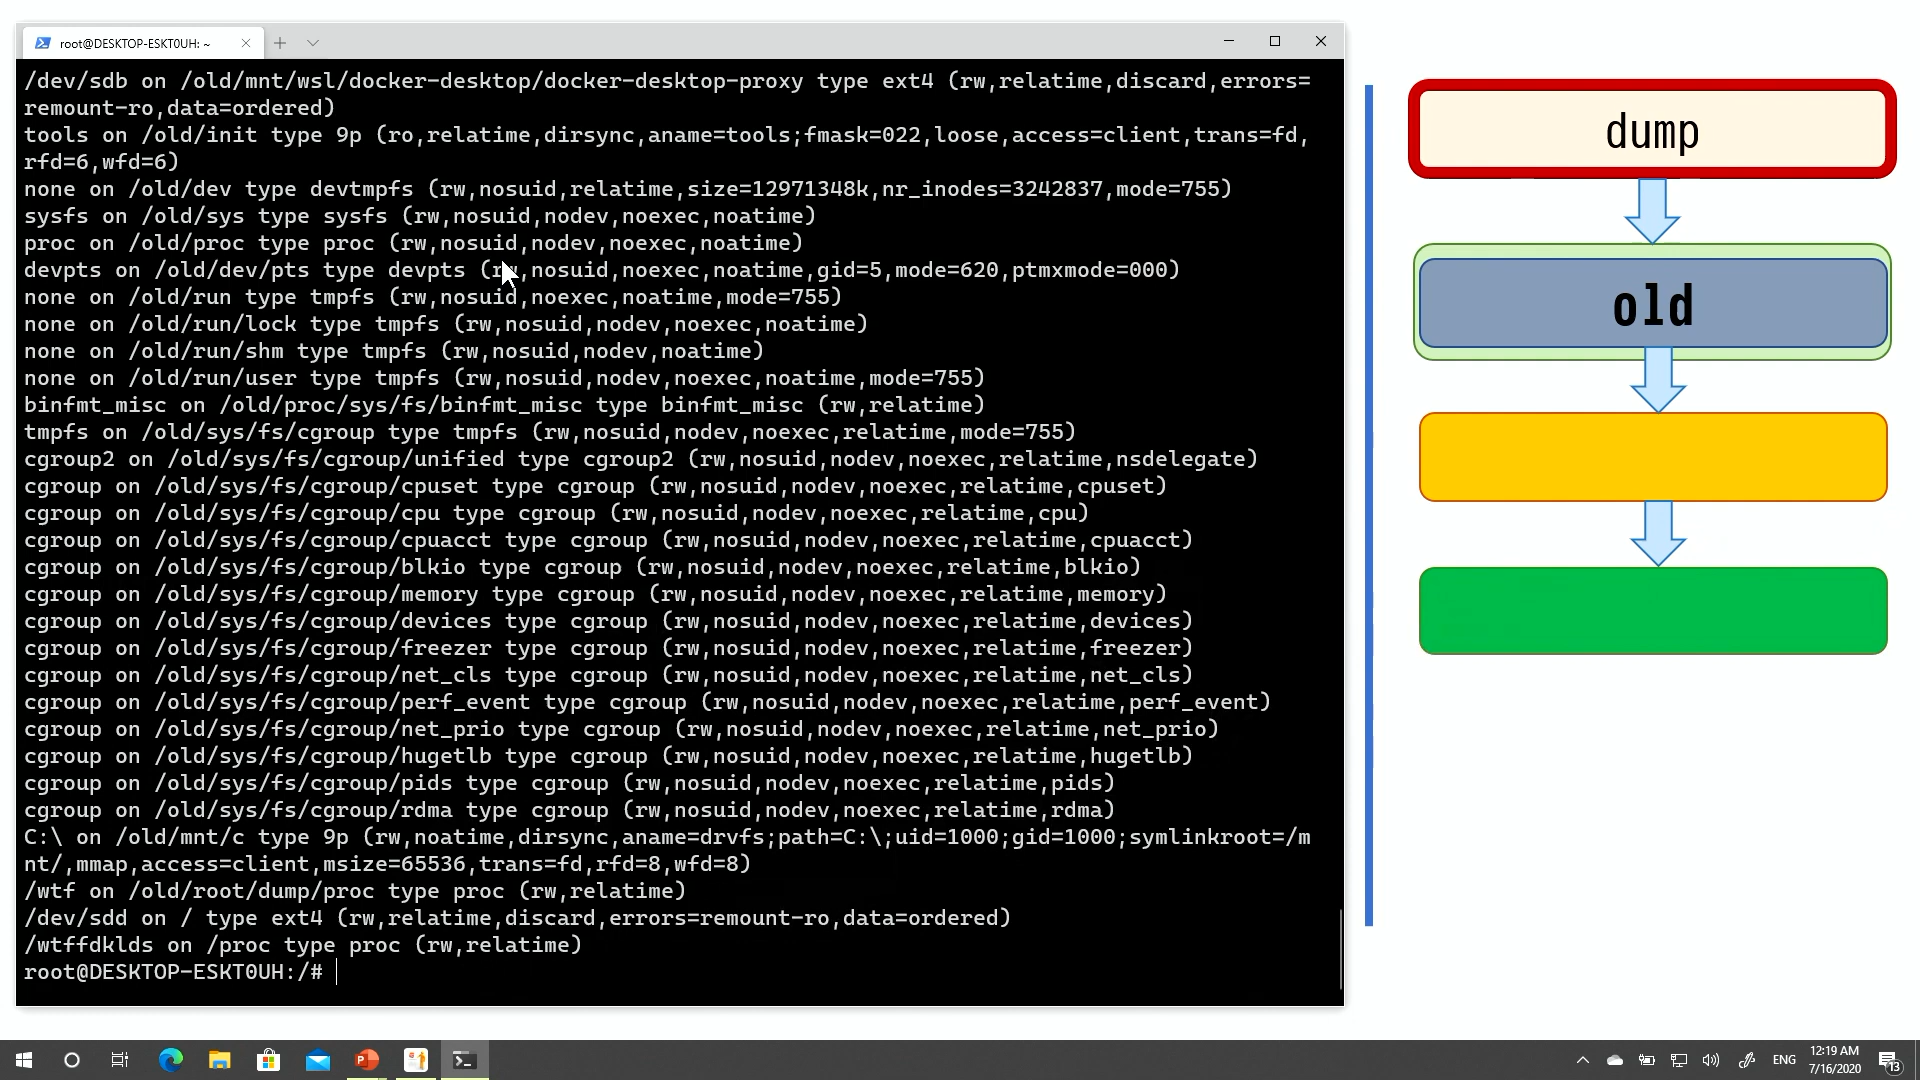 root@DESKTOP-ESKT0UH: ~
/dev/sdb on /old/mnt/wsl/docker-desktop/docker-desktop-proxy type ext4 (rw,relatime,discard,errors=
remount-ro,data=ordered)
tools on /old/init type 9p (ro,relatime,dirsync,aname=tools;fmask=022,loose,access=client,trans=fd,
rfd=6,wfd=6)
none on /old/dev type devtmpfs (rw,nosuid,relatime,size=12971348k,nr_inodes=3242837,mode=755)
sysfs on /old/sys type sysfs (rw,nosuid,nodev,noexec,noatime)
proc on /old/proc type proc (rw,nosuid,nodev,noexec,noatime)
devpts on /old/dev/pts type devpts (rw,nosuid,noexec,noatime,gid=5,mode=620,ptmxmode=000)
none on /old/run type tmpfs (rw,nosuid,noexec,noatime,mode=755)
none on /old/run/lock type tmpfs (rw,nosuid,nodev,noexec,noatime)
none on /old/run/shm type tmpfs (rw,nosuid,nodev,noatime)
none on /old/run/user type tmpfs (rw,nosuid,nodev,noexec,noatime,mode=755)
binfmt_misc on /old/proc/sys/fs/binfmt_misc type binfmt_misc (rw,relatime)
tmpfs on /old/sys/fs/cgroup type tmpfs (rw,nosuid,nodev,noexec,relatime,mode=755)
cgroup2 on /old/sys/fs/cgroup/unified type cgroup2 (rw,nosuid,nodev,noexec,relatime,nsdelegate)
cgroup on /old/sys/fs/cgroup/cpuset type cgroup (rw,nosuid,nodev,noexec,relatime,cpuset)
cgroup on /old/sys/fs/cgroup/cpu type cgroup (rw,nosuid,nodev,noexec,relatime,cpu)
cgroup on /old/sys/fs/cgroup/cpuacct type cgroup (rw,nosuid,nodev,noexec,relatime,cpuacct)
cgroup on /old/sys/fs/cgroup/blkio type cgroup (rw,nosuid,nodev,noexec,relatime,blkio)
cgroup on /old/sys/fs/cgroup/memory type cgroup (rw,nosuid,nodev,noexec,relatime,memory)
cgroup on /old/sys/fs/cgroup/devices type cgroup (rw,nosuid,nodev,noexec,relatime,devices)
cgroup on /old/sys/fs/cgroup/freezer type cgroup (rw,nosuid,nodev,noexec,relatime,freezer)
cgroup on /old/sys/fs/cgroup/net_cls type cgroup (rw,nosuid,nodev,noexec,relatime,net_cls)
cgroup on /old/sys/fs/cgroup/perf_event type cgroup (rw,nosuid,nodev,noexec,relatime,perf_event)
cgroup on /old/sys/fs/cgroup/net_prio type cgroup (rw,nosuid,nodev,noexec,relatime,net_prio)
cgroup on /old/sys/fs/cgroup/hugetlb type cgroup (rw,nosuid,nodev,noexec,relatime,hugetlb)
cgroup on /old/sys/fs/cgroup/pids type cgroup (rw,nosuid,nodev,noexec,relatime,pids)
cgroup on /old/sys/fs/cgroup/rdma type cgroup (rw,nosuid,nodev,noexec,relatime,rdma)
C:\ on /old/mnt/c type 9p (rw,noatime,dirsync,aname=drvfs;path=C:\;uid=1000;gid=1000;symlinkroot=/m
nt/,mmap,access=client,msize=65536,trans=fd,rfd=8,wfd=8)
/wtf on /old/root/dump/proc type proc (rw,relatime)
/dev/sdd on / type ext4 (rw,relatime,discard,errors=remount-ro,data=ordered)
/wtffdklds on /proc type proc (rw,relatime)
root@DESKTOP-ESKT0UH:/#
dump
old
ENG
12:19 AM
7/16/2020
13